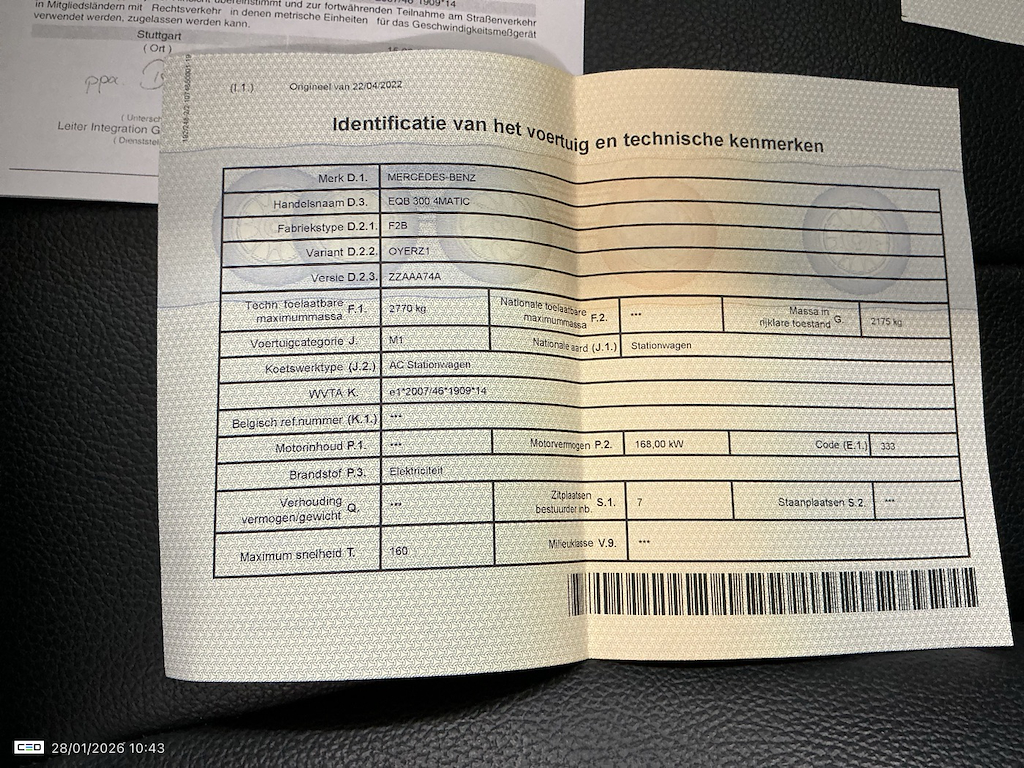 1909*14
in Mitgliedsländern mit Rechtsverkehr in denen metrische Einheiten für das Geschwindigkeitsmeßgerät
verwendet werden, zugelassen werden kann.
Stuttgart
( Ort )
ppa.
( Untersch
Leiter Integration G
( Dienststel
(I.1.) Origineel van 22/04/2022
Identificatie van het voertuig en technische kenmerken
Merk D.1. MERCEDES-BENZ
Handelsnaam D.3. EQB 300 4MATIC
Fabriekstype D.2.1. F2B
Variant D.2.2. OYERZ1
Versie D.2.3. ZZAAA74A
Techn. toelaatbare maximummassa F.1. 2770 kg Nationale toelaatbare maximummassa F.2. *** Massa in rijklare toestand G. 2175 kg
Voertuigcategorie J. M1 Nationale aard (J.1.) Stationwagen
Koetswerktype (J.2.) AC Stationwagen
WVTA K. e1*2007/46*1909*14
Belgisch ref.nummer (K.1.) ***
Motorinhoud P.1. *** Motorvermogen P.2. 168,00 kW Code (E.1.) 333
Brandstof P.3. Elektriciteit
Verhouding vermogen/gewicht Q. *** Zitplaatsen bestuurder inb. S.1. 7 Staanplaatsen S.2. ***
Maximum snelheid T. 160 Milieuklasse V.9. ***
CEO 28/01/2026 10:43